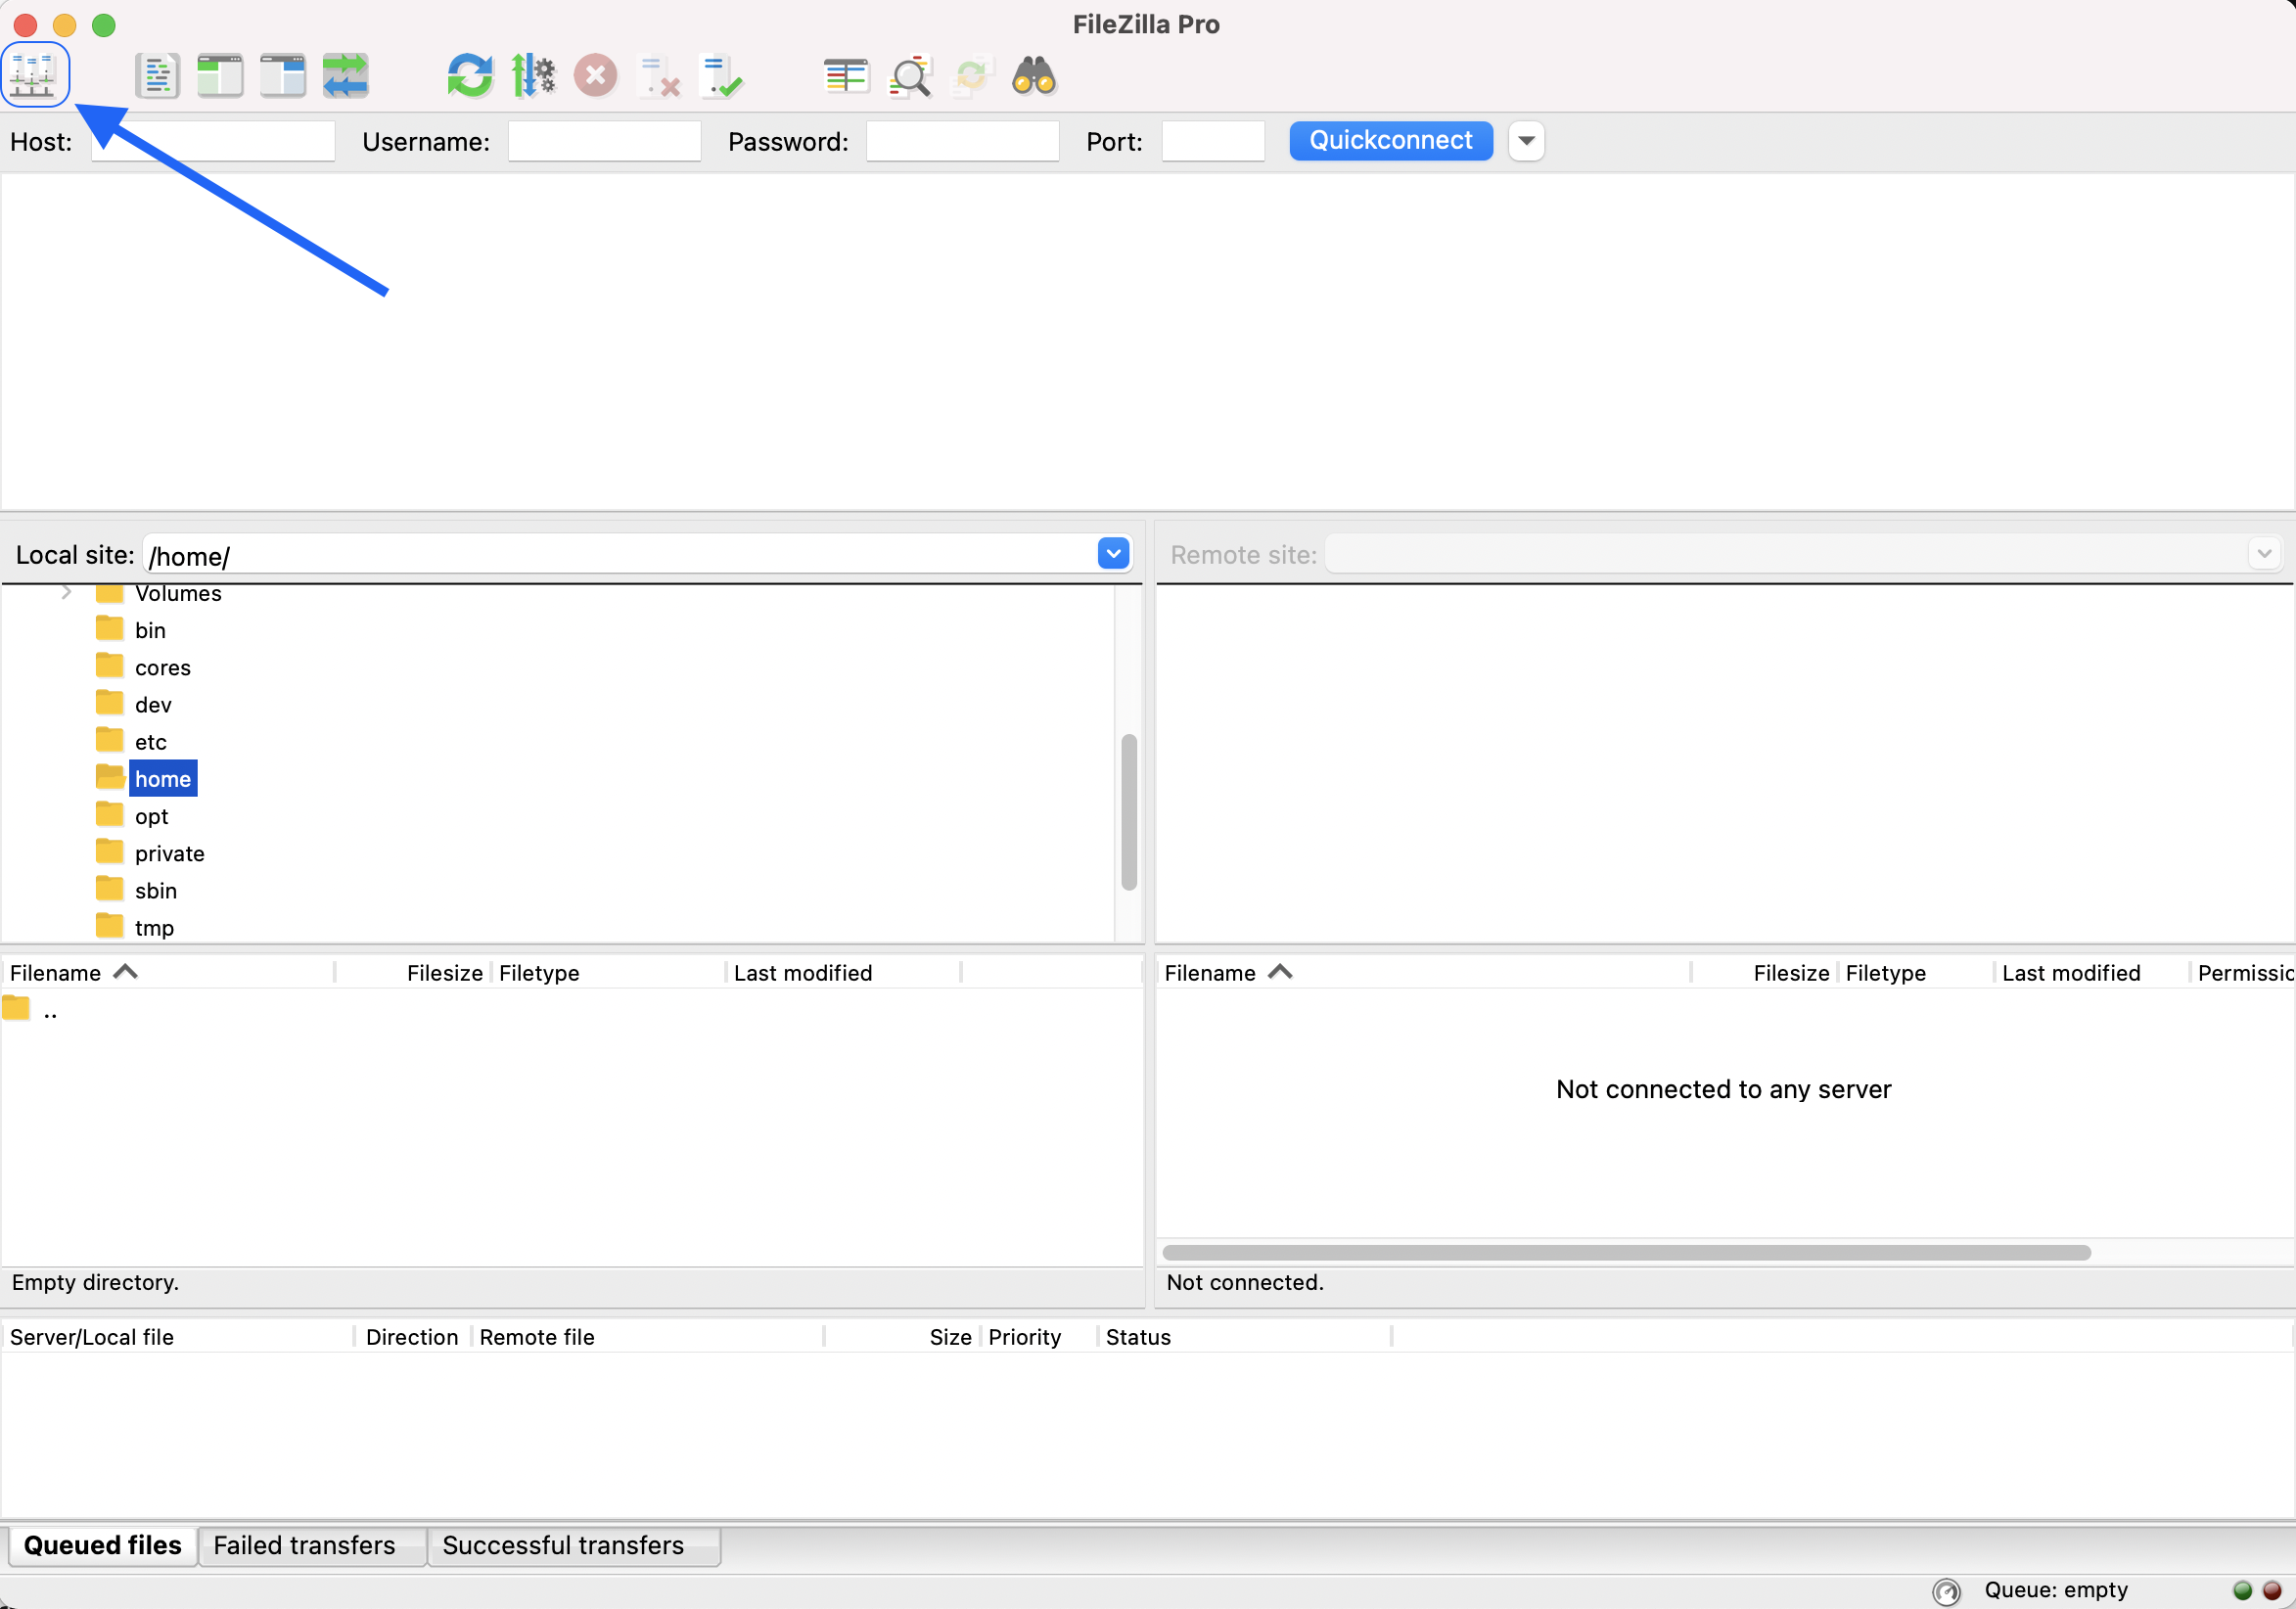 FileZilla Pro
Host: Username: Password: Port: Quickconnect
Local site: /home/
Remote site:
Volumes
bin
cores
dev
etc
home
opt
private
sbin
tmp
Filename Filesize Filetype Last modified
..
Empty directory.
Filename Filesize Filetype Last modified Permissio
Not connected to any server
Not connected.
Server/Local file Direction Remote file Size Priority Status
Queued files Failed transfers Successful transfers
Queue: empty